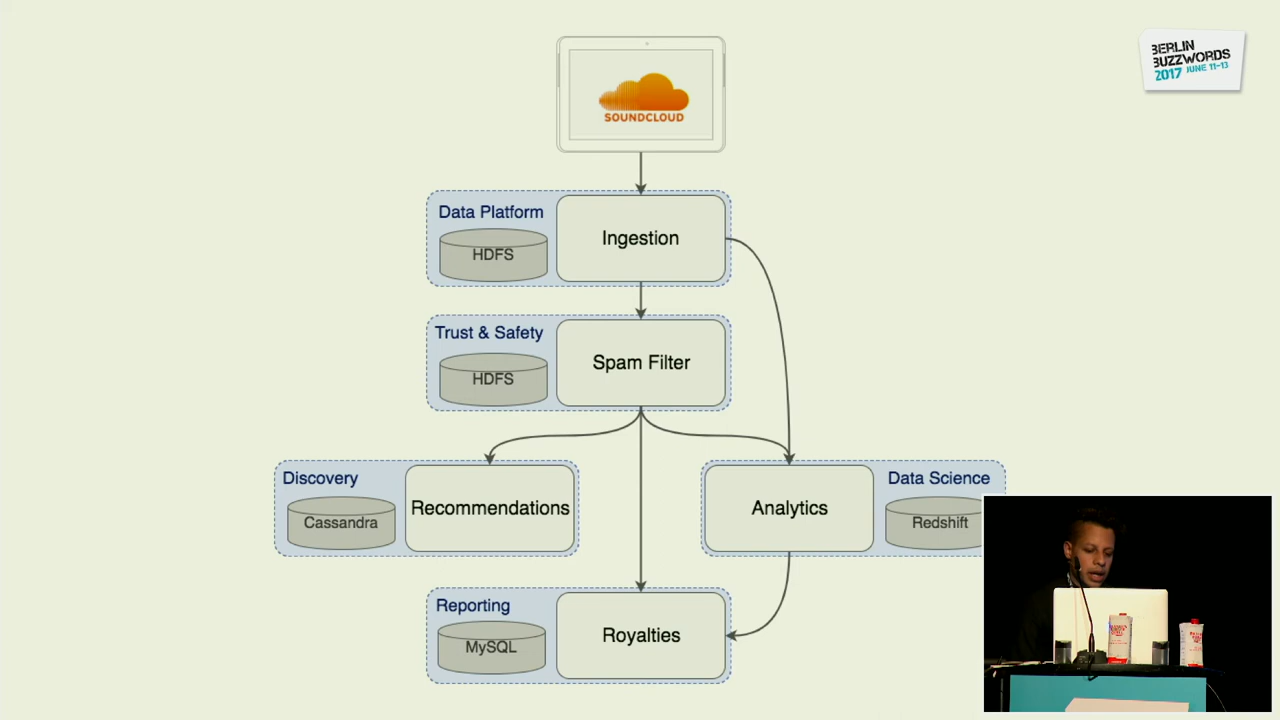 BERLIN
BUZZWORDS
2017 JUNE 11-13
SOUNDCLOUD
Data Platform
HDFS
Ingestion
Trust & Safety
HDFS
Spam Filter
Discovery
Cassandra
Recommendations
Analytics
Data Science
Redshift
Reporting
MySQL
Royalties